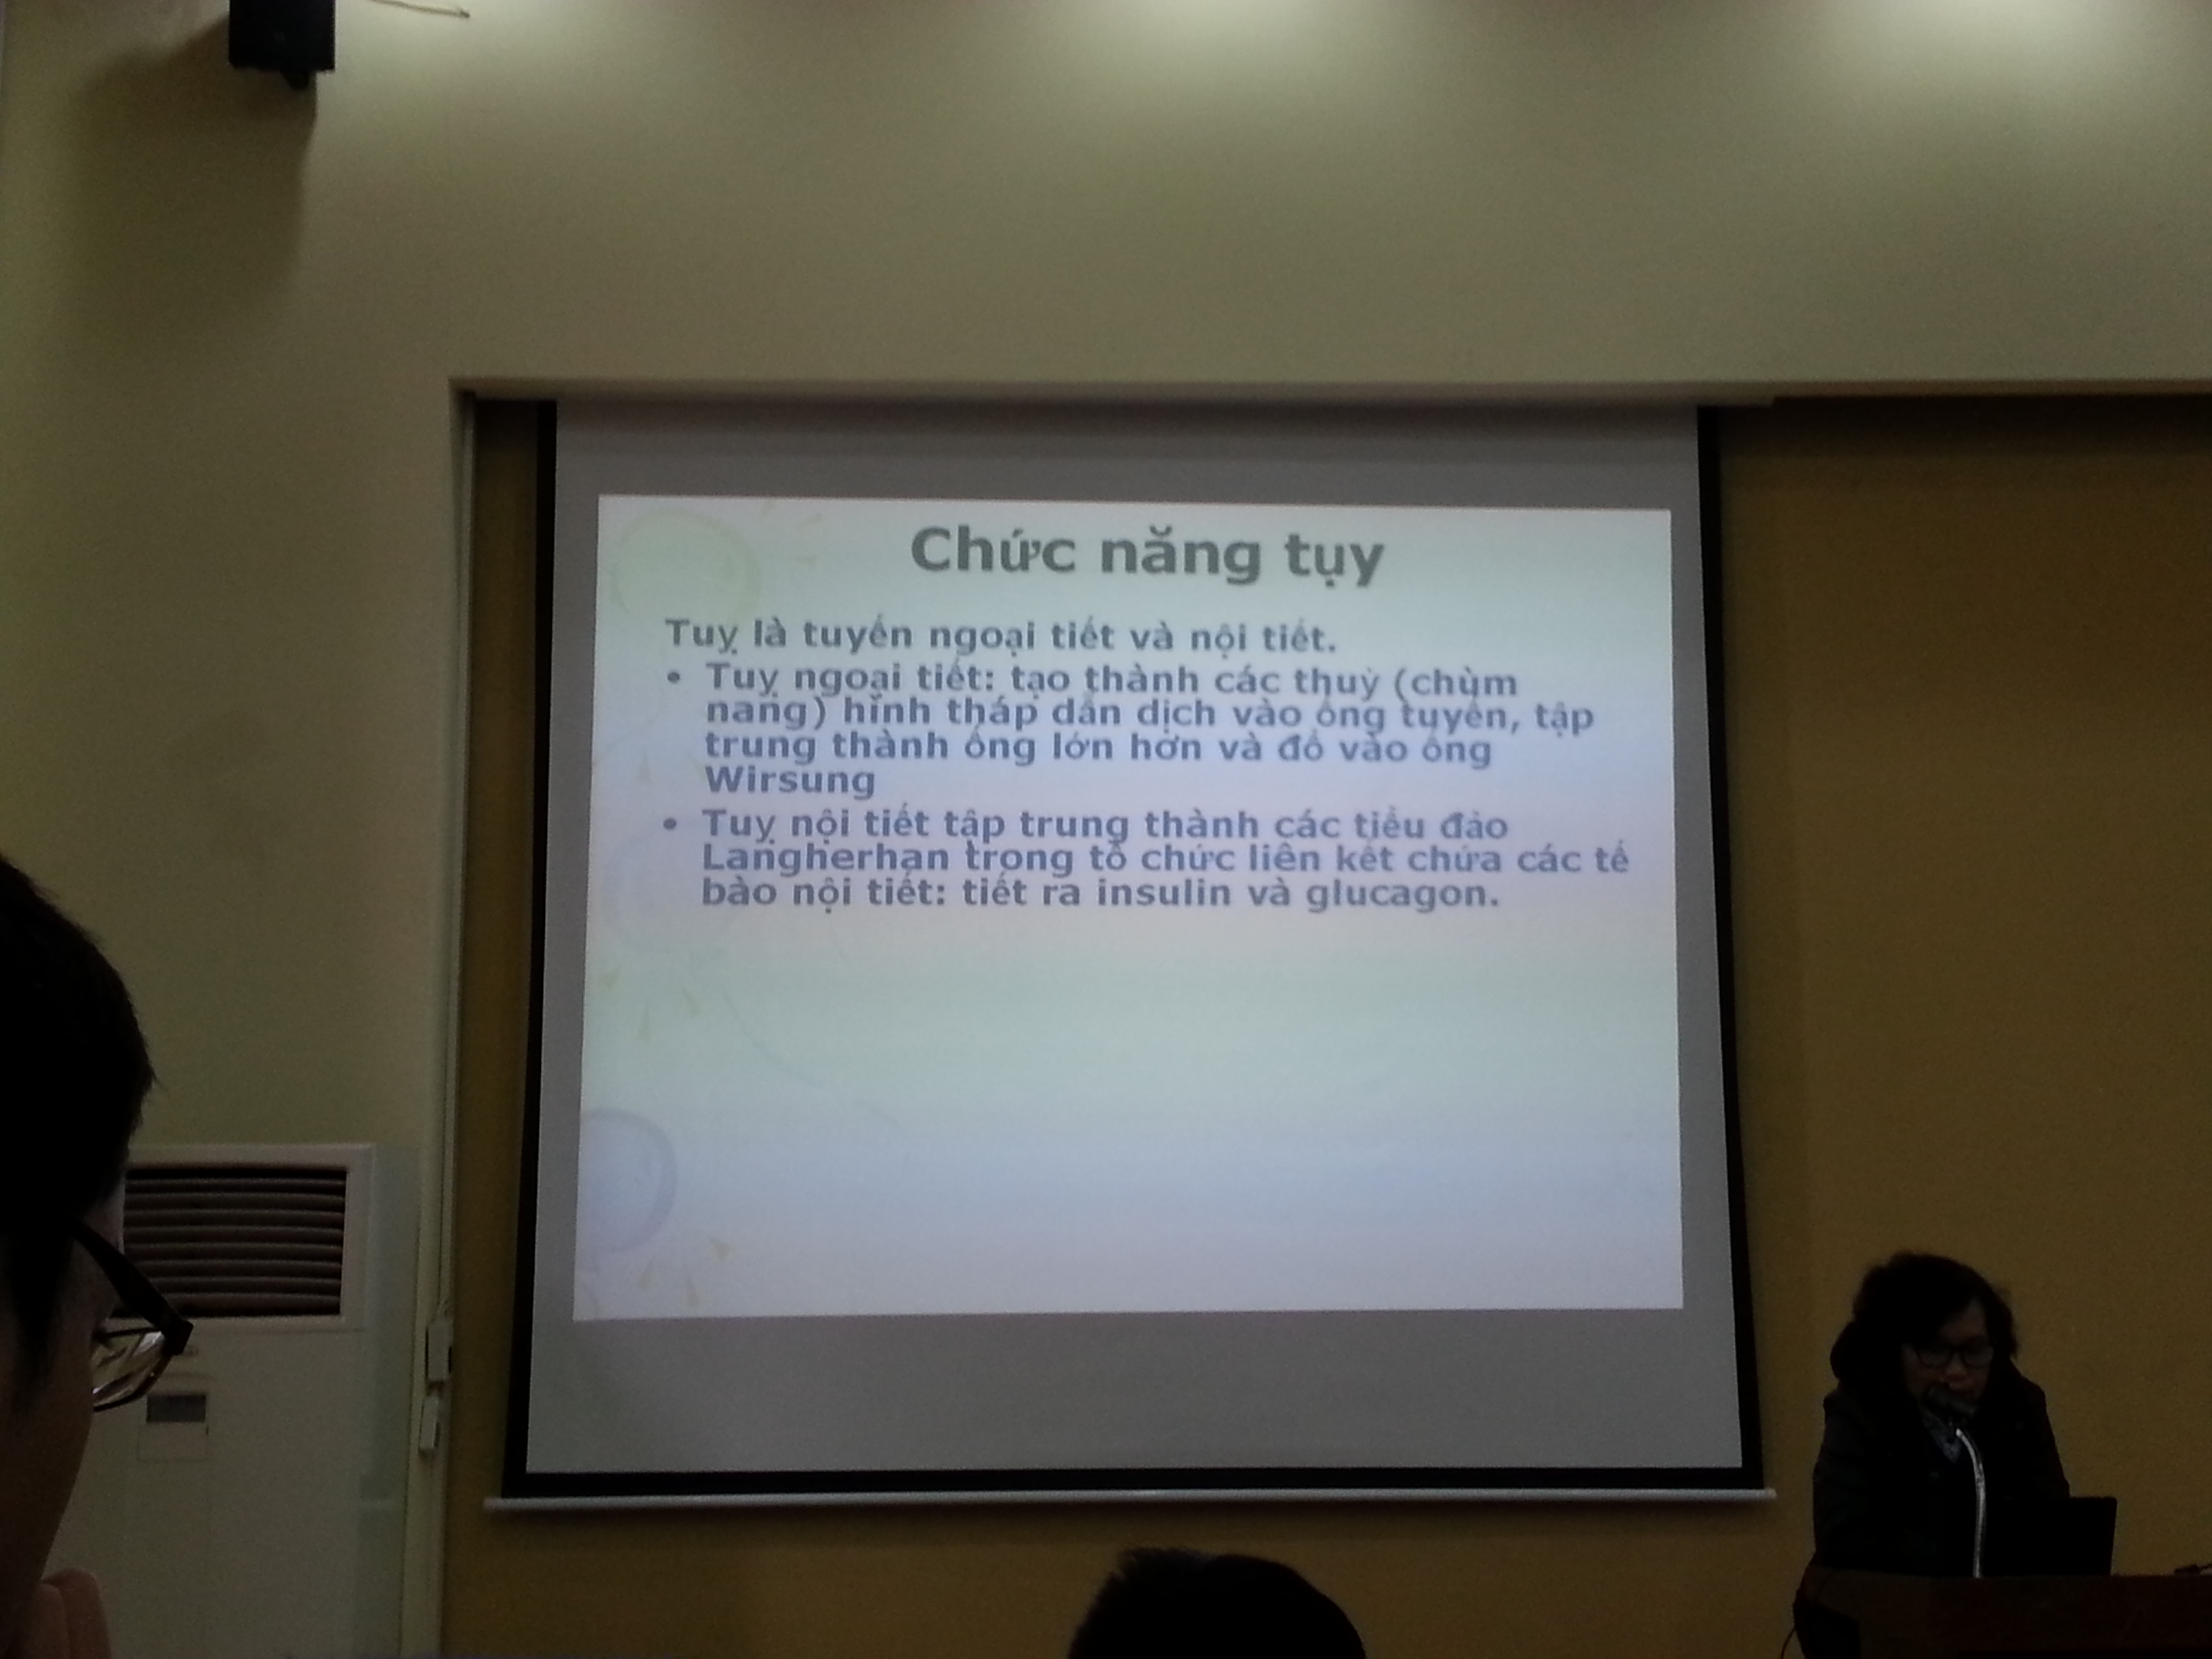 Chức năng tụy
Tuỵ là tuyến ngoại tiết và nội tiết.
• Tuỵ ngoại tiết: tạo thành các thuỳ (chùm
nang) hình tháp dẫn dịch vào ống tuyến, tập
trung thành ống lớn hơn và đổ vào ống
Wirsung
• Tuỵ nội tiết tập trung thành các tiểu đảo
Langherhan trong tổ chức liên kết chứa các tế
bào nội tiết: tiết ra insulin và glucagon.